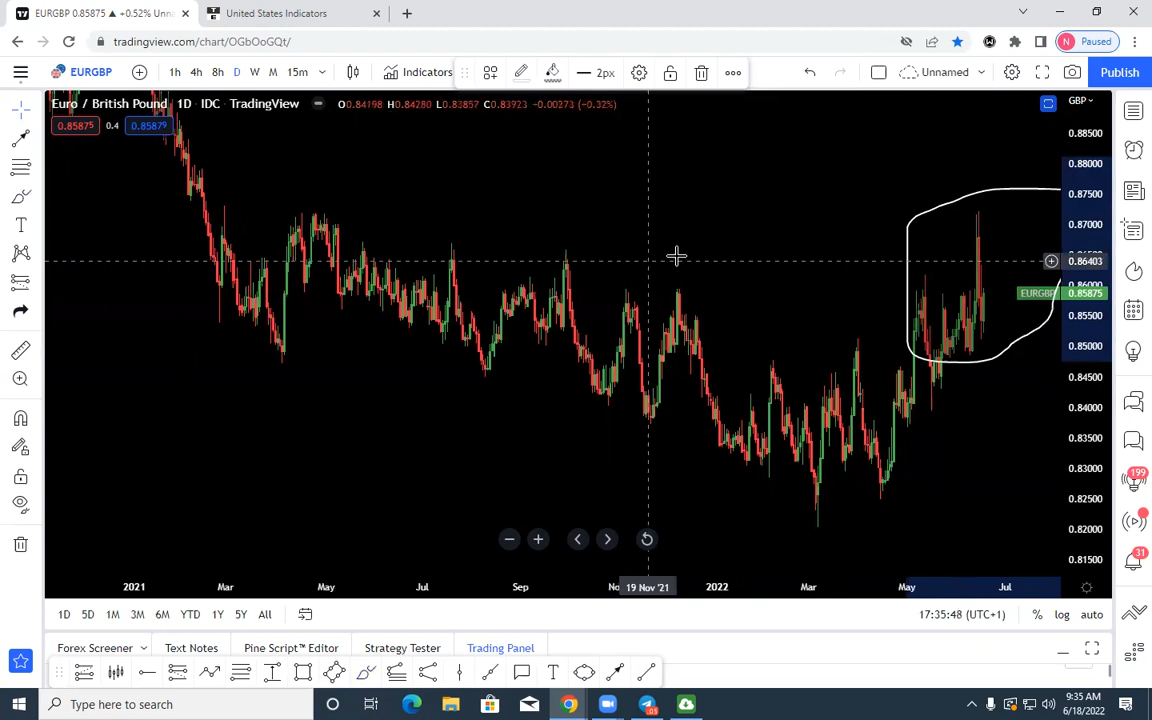 EURGBP 0.85875 ▲ +0.52% Unnam
United States Indicators
tradingview.com/chart/OGbOoGQt/
N Paused
EURGBP 1h 4h 8h D W M 15m Indicators 2px Unnamed Publish
Euro / British Pound · 1D · IDC · TradingView O0.84198 H0.84280 L0.83857 C0.83923 -0.00273 (-0.32%) GBP
0.85875 0.4 0.85879
0.88500
0.88000
0.87500
0.87000
0.86403
0.86000
EURGBP 0.85875
0.85500
0.85000
0.84500
0.84000
0.83500
0.83000
0.82500
0.82000
0.81500
199
31
2021 Mar May Jul Sep 19 Nov '21 2022 Mar May Jul
1D 5D 1M 3M 6M YTD 1Y 5Y All 17:35:48 (UTC+1) % log auto
Forex Screener Text Notes Pine Script™ Editor Strategy Tester Trading Panel
Type here to search
9:35 AM
6/18/2022